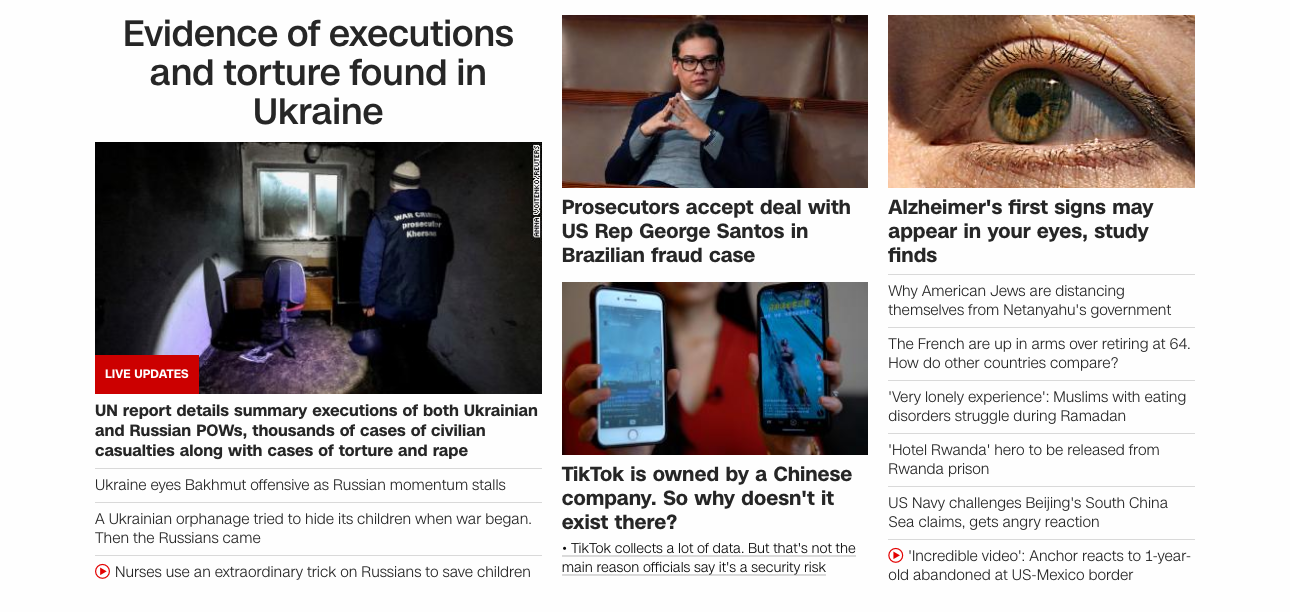 Evidence of executions
and torture found in
Ukraine
ANNA VOITENKO/REUTERS
WAR CRIMES
prosecutor
Kherson
LIVE UPDATES
UN report details summary executions of both Ukrainian
and Russian POWs, thousands of cases of civilian
casualties along with cases of torture and rape
Ukraine eyes Bakhmut offensive as Russian momentum stalls
A Ukrainian orphanage tried to hide its children when war began.
Then the Russians came
Nurses use an extraordinary trick on Russians to save children
Prosecutors accept deal with
US Rep George Santos in
Brazilian fraud case
TikTok is owned by a Chinese
company. So why doesn't it
exist there?
• TikTok collects a lot of data. But that's not the
main reason officials say it's a security risk
Alzheimer's first signs may
appear in your eyes, study
finds
Why American Jews are distancing
themselves from Netanyahu's government
The French are up in arms over retiring at 64.
How do other countries compare?
'Very lonely experience': Muslims with eating
disorders struggle during Ramadan
'Hotel Rwanda' hero to be released from
Rwanda prison
US Navy challenges Beijing's South China
Sea claims, gets angry reaction
'Incredible video': Anchor reacts to 1-year-
old abandoned at US-Mexico border